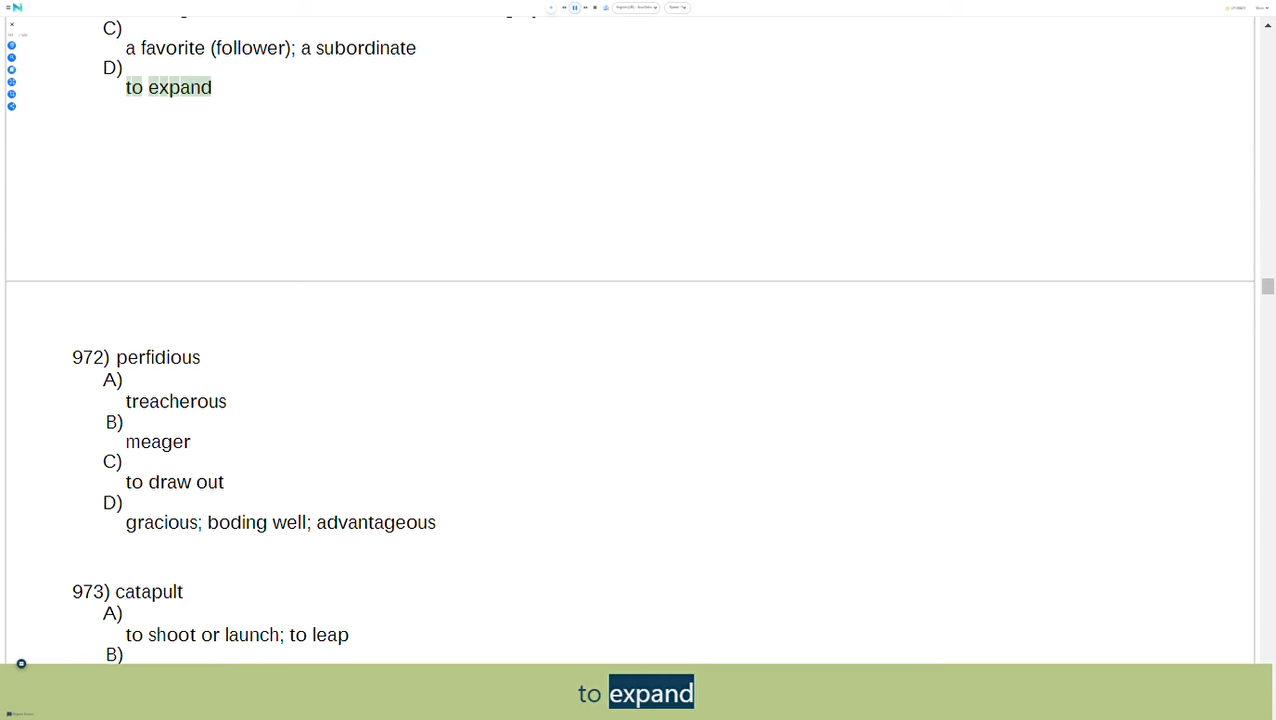 C)
a favorite (follower); a subordinate
D)
to expand
972) perfidious
A)
treacherous
B)
meager
C)
to draw out
D)
gracious; boding well; advantageous
973) catapult
A)
to shoot or launch; to leap
B)
to expand